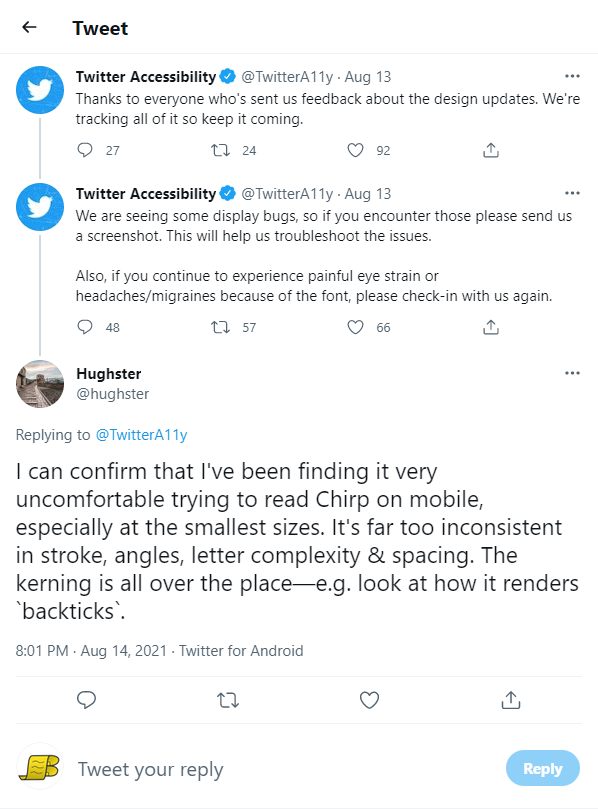 Tweet
Twitter Accessibility @TwitterA11y · Aug 13
Thanks to everyone who's sent us feedback about the design updates. We're
tracking all of it so keep it coming.
27 24 92
Twitter Accessibility @TwitterA11y · Aug 13
We are seeing some display bugs, so if you encounter those please send us
a screenshot. This will help us troubleshoot the issues.
Also, if you continue to experience painful eye strain or
headaches/migraines because of the font, please check-in with us again.
48 57 66
Hughster
@hughster
Replying to @TwitterA11y
I can confirm that I've been finding it very
uncomfortable trying to read Chirp on mobile,
especially at the smallest sizes. It's far too inconsistent
in stroke, angles, letter complexity & spacing. The
kerning is all over the place—e.g. look at how it renders
`backticks`.
8:01 PM · Aug 14, 2021 · Twitter for Android
Tweet your reply
Reply